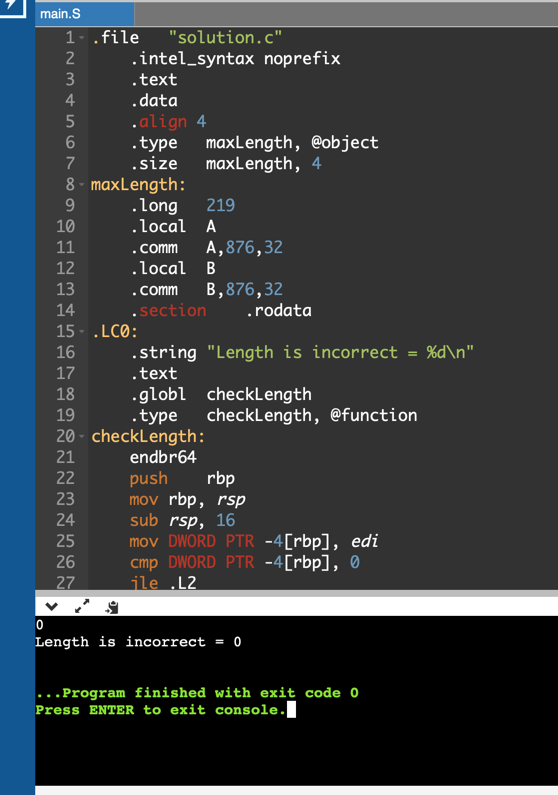 main.S
1 .file "solution.c"
2 .intel_syntax noprefix
3 .text
4 .data
5 .align 4
6 .type maxLength, @object
7 .size maxLength, 4
8 maxLength:
9 .long 219
10 .local A
11 .comm A,876,32
12 .local B
13 .comm B,876,32
14 .section .rodata
15 .LC0:
16 .string "Length is incorrect = %d\n"
17 .text
18 .globl checkLength
19 .type checkLength, @function
20 checkLength:
21 endbr64
22 push rbp
23 mov rbp, rsp
24 sub rsp, 16
25 mov DWORD PTR -4[rbp], edi
26 cmp DWORD PTR -4[rbp], 0
27 jle .L2
0
Length is incorrect = 0
...Program finished with exit code 0
Press ENTER to exit console.